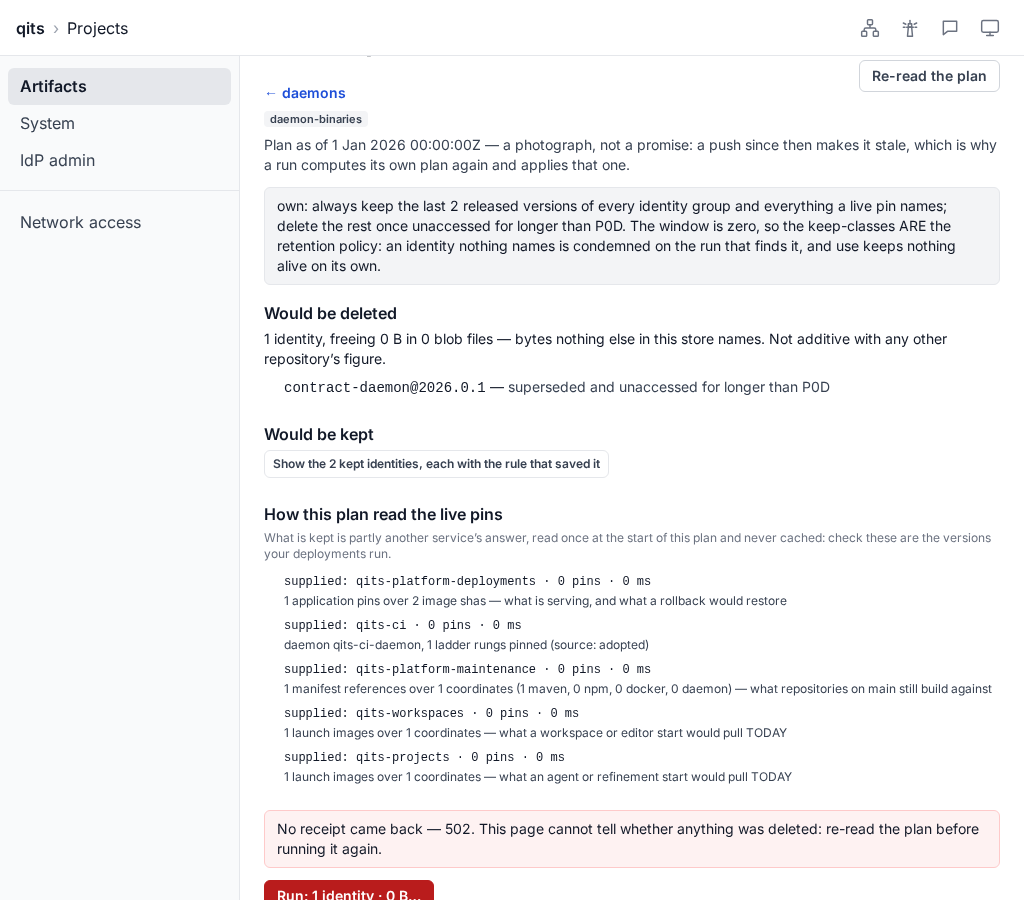 qits › Projects
Artifacts
System
IdP admin
Network access
Re-read the plan
← daemons
daemon-binaries
Plan as of 1 Jan 2026 00:00:00Z — a photograph, not a promise: a push since then makes it stale, which is why
a run computes its own plan again and applies that one.
own: always keep the last 2 released versions of every identity group and everything a live pin names;
delete the rest once unaccessed for longer than P0D. The window is zero, so the keep-classes ARE the
retention policy: an identity nothing names is condemned on the run that finds it, and use keeps nothing
alive on its own.
Would be deleted
1 identity, freeing 0 B in 0 blob files — bytes nothing else in this store names. Not additive with any other
repository’s figure.
contract-daemon@2026.0.1 — superseded and unaccessed for longer than P0D
Would be kept
Show the 2 kept identities, each with the rule that saved it
How this plan read the live pins
What is kept is partly another service’s answer, read once at the start of this plan and never cached: check these are the versions
your deployments run.
supplied: qits-platform-deployments · 0 pins · 0 ms
1 application pins over 2 image shas — what is serving, and what a rollback would restore
supplied: qits-ci · 0 pins · 0 ms
daemon qits-ci-daemon, 1 ladder rungs pinned (source: adopted)
supplied: qits-platform-maintenance · 0 pins · 0 ms
1 manifest references over 1 coordinates (1 maven, 0 npm, 0 docker, 0 daemon) — what repositories on main still build against
supplied: qits-workspaces · 0 pins · 0 ms
1 launch images over 1 coordinates — what a workspace or editor start would pull TODAY
supplied: qits-projects · 0 pins · 0 ms
1 launch images over 1 coordinates — what an agent or refinement start would pull TODAY
No receipt came back — 502. This page cannot tell whether anything was deleted: re-read the plan before
running it again.
Run: 1 identity · 0 B…